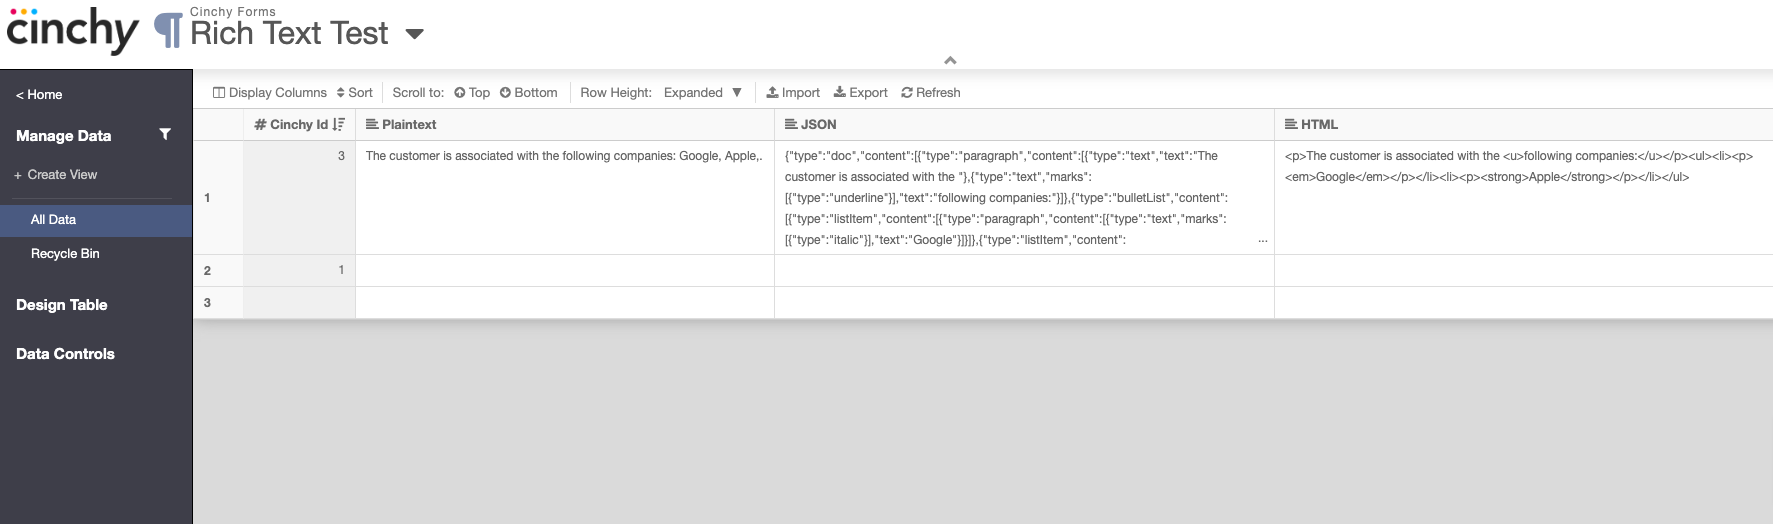 cinchy
Cinchy Forms
Rich Text Test
< Home
Manage Data
+ Create View
All Data
Recycle Bin
Design Table
Data Controls
Display Columns Sort Scroll to: Top Bottom Row Height: Expanded ▼ Import Export Refresh
# Cinchy Id Plaintext JSON HTML
1
3
The customer is associated with the following companies: Google, Apple,.
{"type":"doc","content":[{"type":"paragraph","content":[{"type":"text","text":"The
customer is associated with the "},{"type":"text","marks":
[{"type":"underline"}],"text":"following companies:"}]},{"type":"bulletList","content":
[{"type":"listItem","content":[{"type":"paragraph","content":[{"type":"text","marks":
[{"type":"italic"}],"text":"Google"}]}]},{"type":"listItem","content": ...
<p>The customer is associated with the <u>following companies:</u></p><ul><li><p>
<em>Google</em></p></li><li><p><strong>Apple</strong></p></li></ul>
2 1
3